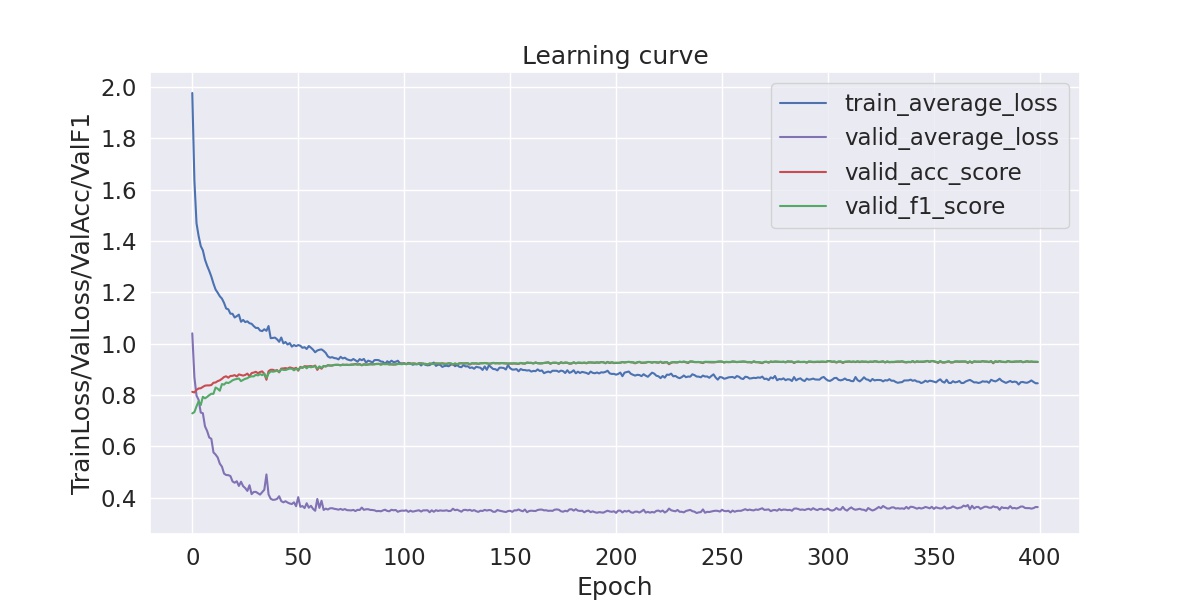 Learning curve
TrainLoss/ValLoss/ValAcc/ValF1
2.0
1.8
1.6
1.4
1.2
1.0
0.8
0.6
0.4
train_average_loss
valid_average_loss
valid_acc_score
valid_f1_score
0 50 100 150 200 250 300 350 400
Epoch